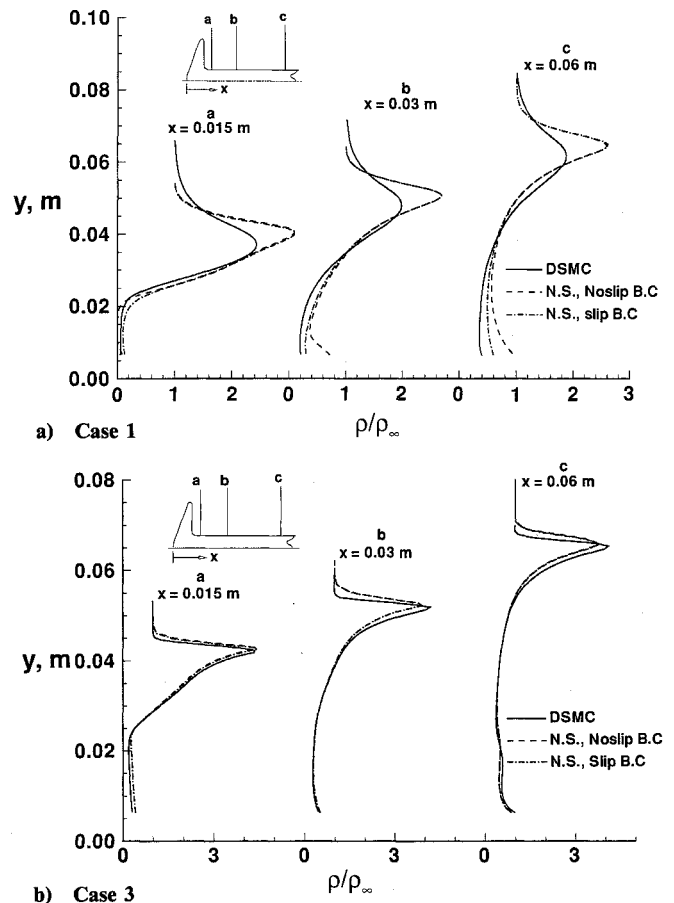 0.10
0.08
0.06
y, m
0.04
0.02
0.00
a b c
x
a
x = 0.015 m
b
x = 0.03 m
c
x = 0.06 m
DSMC
N.S., Noslip B.C
N.S., slip B.C
0 1 2 0 1 2 0 1 2 3
a) Case 1
ρ/ρ∞
0.08
0.06
y, m
0.04
0.02
0.00
a b c
x
a
x = 0.015 m
b
x = 0.03 m
c
x = 0.06 m
DSMC
N.S., Noslip B.C
N.S., Slip B.C
0 3 0 3 0 3
ρ/ρ∞
b) Case 3